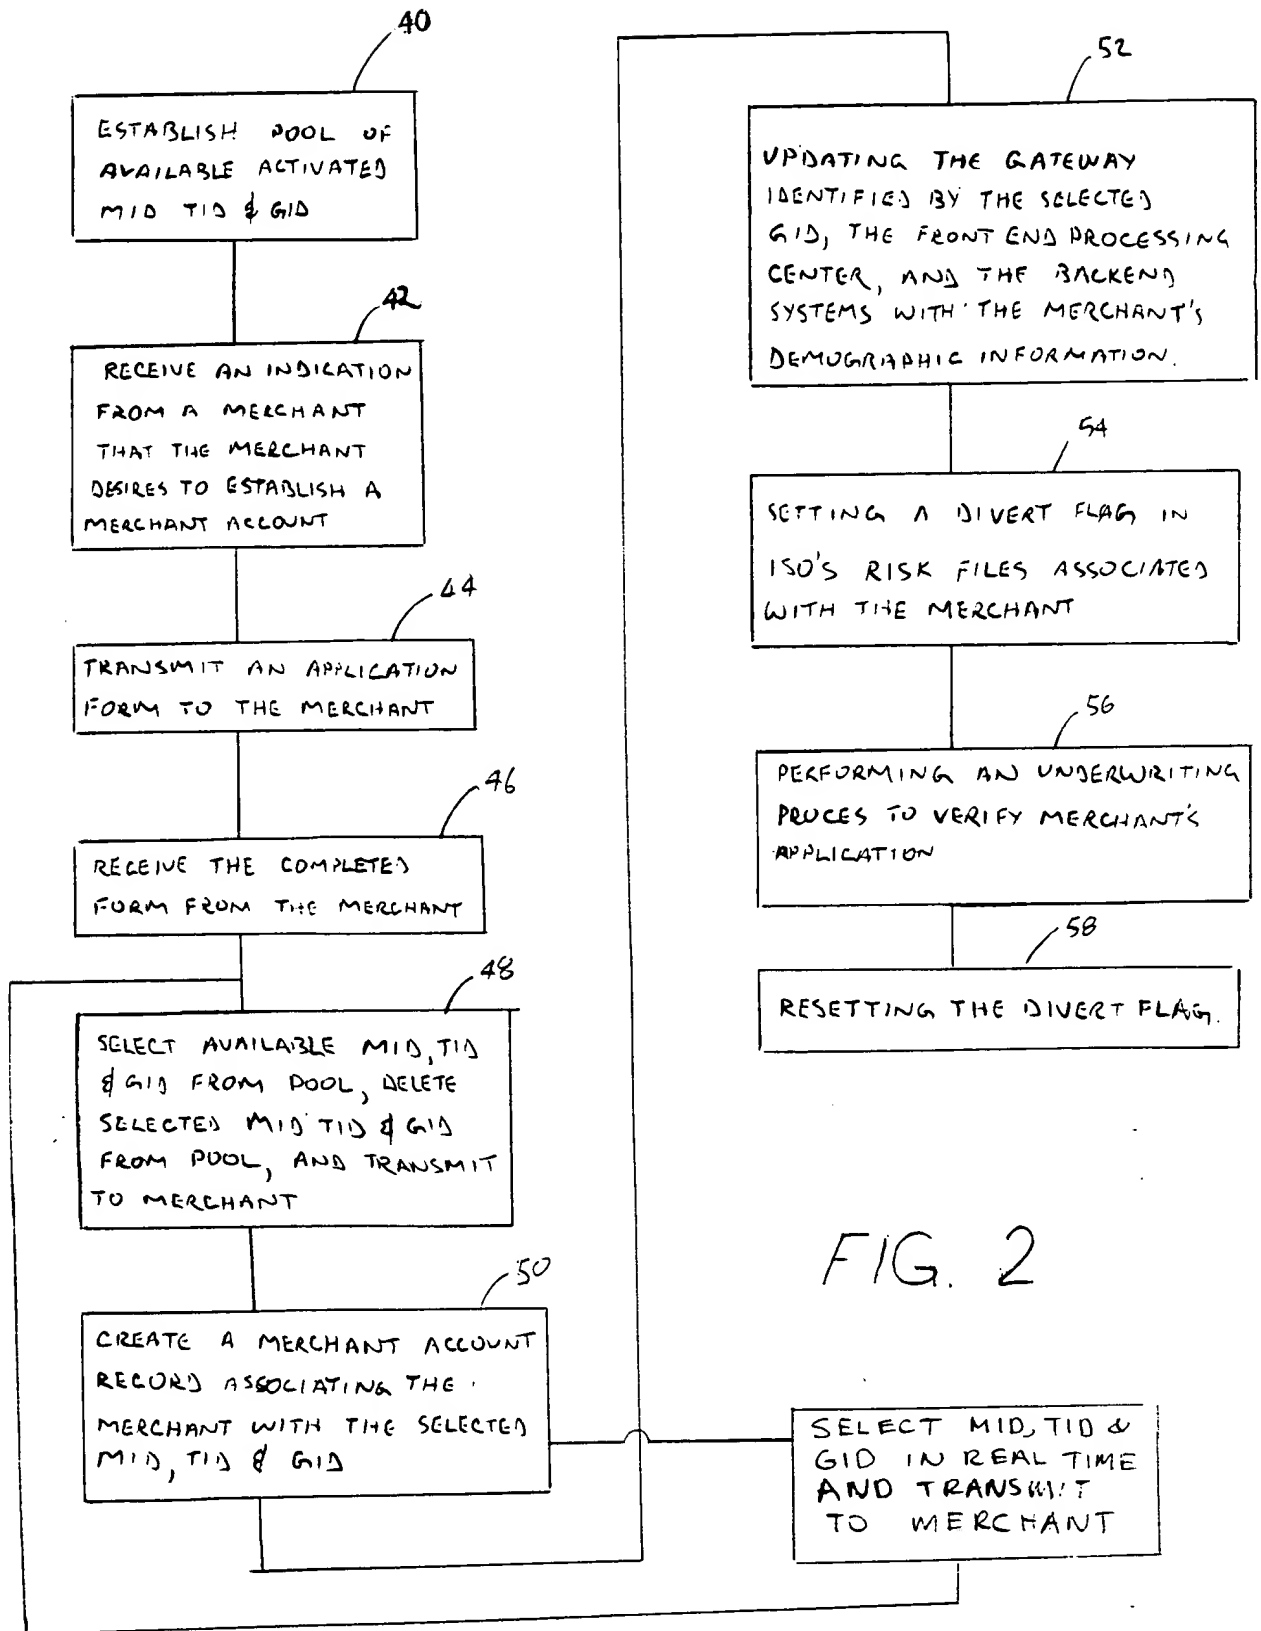 40
ESTABLISH POOL OF
AVAILABLE ACTIVATED
MID TID & GID
42
RECEIVE AN INDICATION
FROM A MERCHANT
THAT THE MERCHANT
DESIRES TO ESTABLISH A
MERCHANT ACCOUNT
44
TRANSMIT AN APPLICATION
FORM TO THE MERCHANT
46
RECEIVE THE COMPLETED
FORM FROM THE MERCHANT
48
SELECT AVAILABLE MID, TID
& GID FROM POOL, DELETE
SELECTED MID TID & GID
FROM POOL, AND TRANSMIT
TO MERCHANT
50
CREATE A MERCHANT ACCOUNT
RECORD ASSOCIATING THE
MERCHANT WITH THE SELECTED
MID, TID & GID
52
UPDATING THE GATEWAY
IDENTIFIED BY THE SELECTED
GID, THE FRONT END PROCESSING
CENTER, AND THE BACKEND
SYSTEMS WITH THE MERCHANT'S
DEMOGRAPHIC INFORMATION.
54
SETTING A DIVERT FLAG IN
ISO'S RISK FILES ASSOCIATED
WITH THE MERCHANT
56
PERFORMING AN UNDERWRITING
PROCES TO VERIFY MERCHANT'S
APPLICATION
58
RESETTING THE DIVERT FLAG.
FIG. 2
SELECT MID, TID &
GID IN REAL TIME
AND TRANSMIT
TO MERCHANT